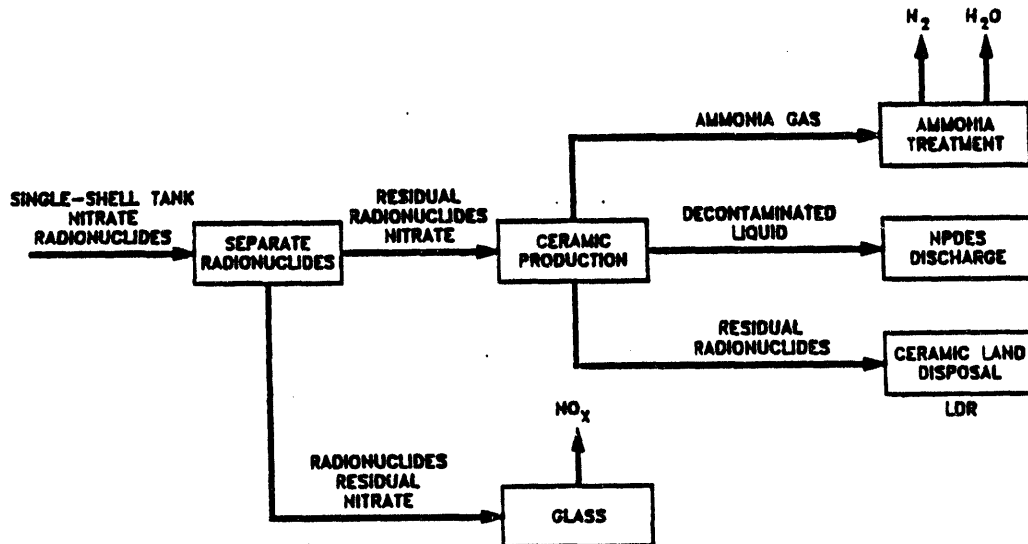 N₂ H₂O
AMMONIA GAS
AMMONIA
TREATMENT
SINGLE-SHELL TANK
NITRATE
RADIONUCLIDES
SEPARATE
RADIONUCLIDES
RESIDUAL
RADIONUCLIDES
NITRATE
CERAMIC
PRODUCTION
DECONTAMINATED
LIQUID
NPDES
DISCHARGE
RESIDUAL
RADIONUCLIDES
CERAMIC LAND
DISPOSAL
LDR
NOₓ
RADIONUCLIDES
RESIDUAL
NITRATE
GLASS